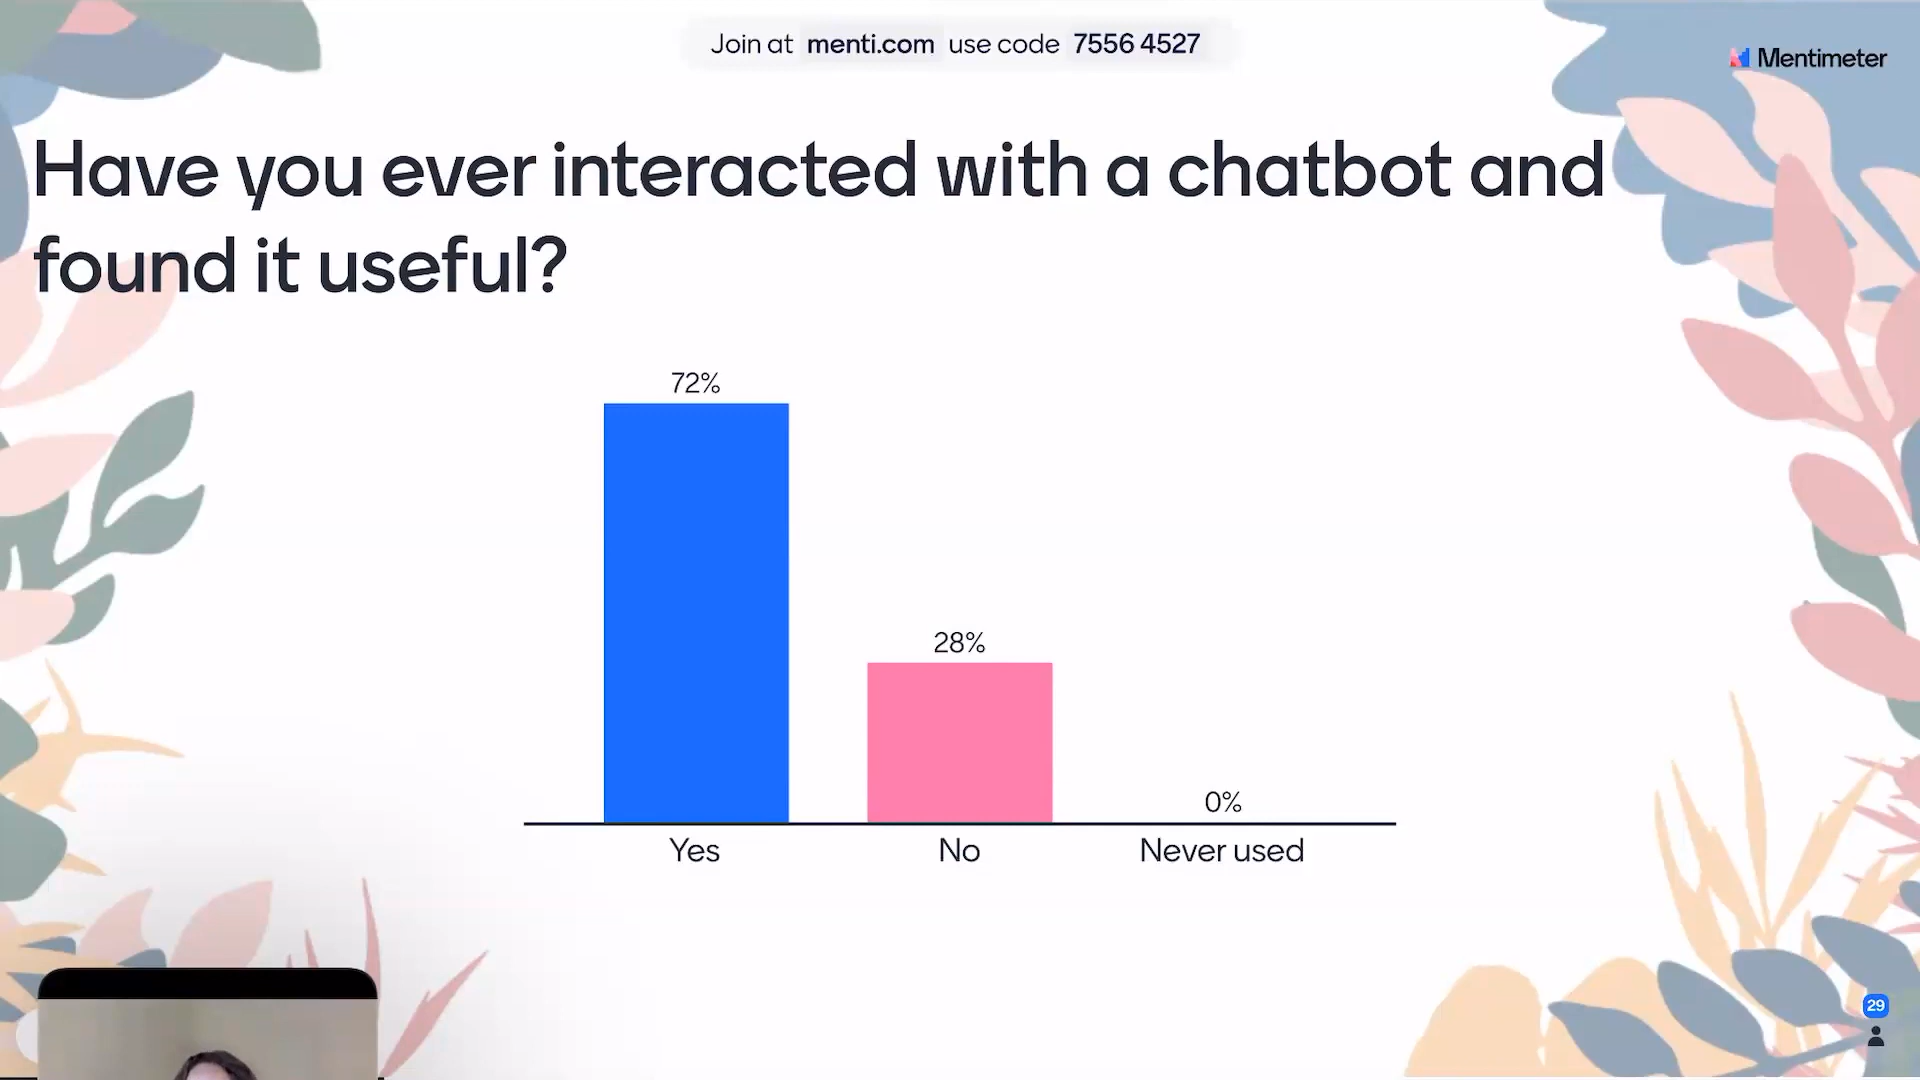 Join at menti.com use code 7556 4527
Mentimeter
Have you ever interacted with a chatbot and
found it useful?
72%
28%
0%
Yes
No
Never used
29